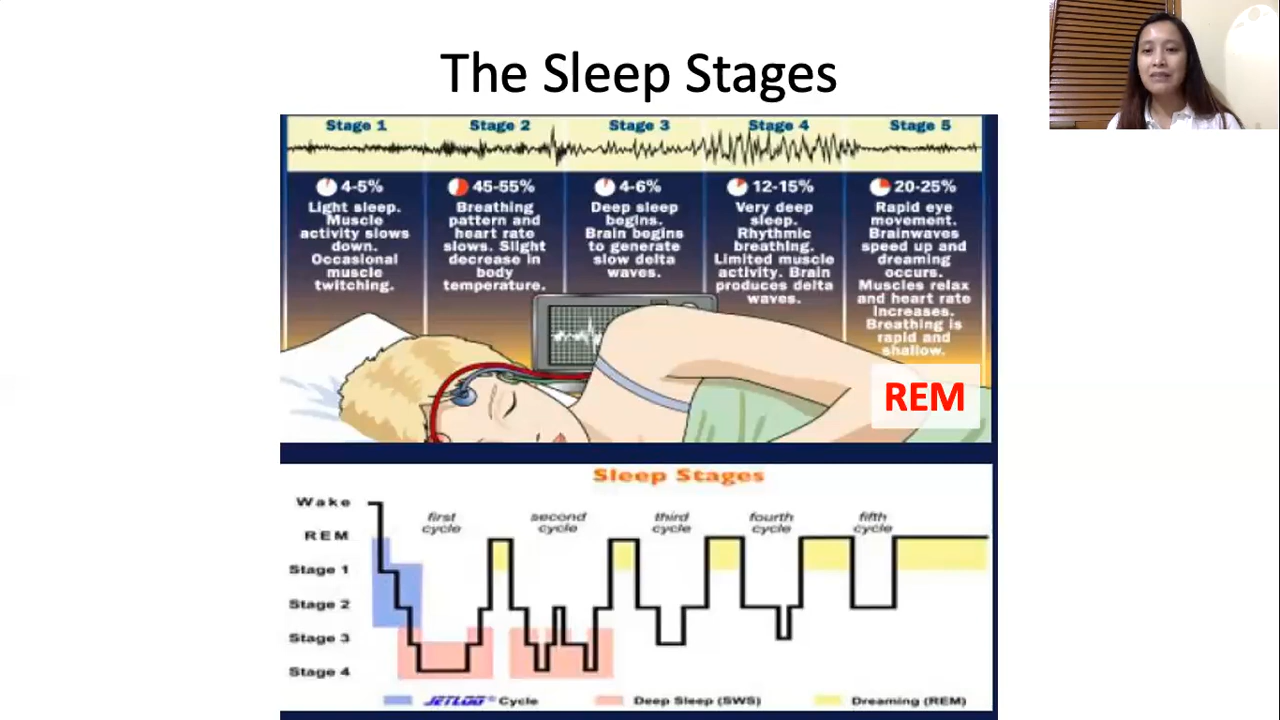 The Sleep Stages
Stage 1
Stage 2
Stage 3
Stage 4
Stage 5
4-5%
45-55%
4-6%
12-15%
20-25%
Light sleep.
Muscle
activity slows
down.
Occasional
muscle
twitching.
Breathing
pattern and
heart rate
slows. Slight
decrease in
body
temperature.
Deep sleep
begins.
Brain begins
to generate
slow delta
waves.
Very deep
sleep.
Rhythmic
breathing.
Limited muscle
activity. Brain
produces delta
waves.
Rapid eye
movement.
Brainwaves
speed up and
dreaming
occurs.
Muscles relax
and heart rate
increases.
Breathing is
rapid and
shallow.
REM
Sleep Stages
Wake
REM
Stage 1
Stage 2
Stage 3
Stage 4
first
cycle
second
cycle
third
cycle
fourth
cycle
fifth
cycle
JETLOG® Cycle
Deep Sleep (SWS)
Dreaming (REM)